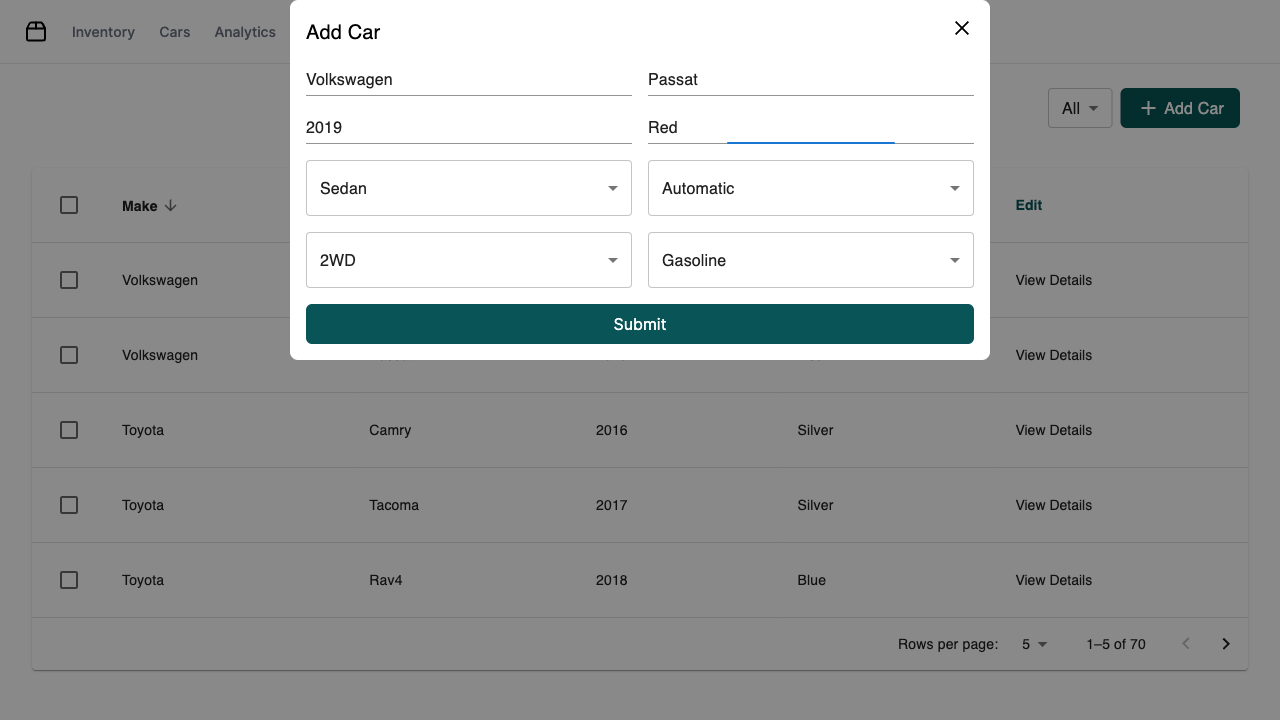 Inventory Cars Analytics
Add Car
Volkswagen Passat
2019 Red
All Add Car
Sedan Automatic
Make Edit
2WD Gasoline
Volkswagen View Details
Submit
Volkswagen View Details
Toyota Camry 2016 Silver View Details
Toyota Tacoma 2017 Silver View Details
Toyota Rav4 2018 Blue View Details
Rows per page: 5 1–5 of 70